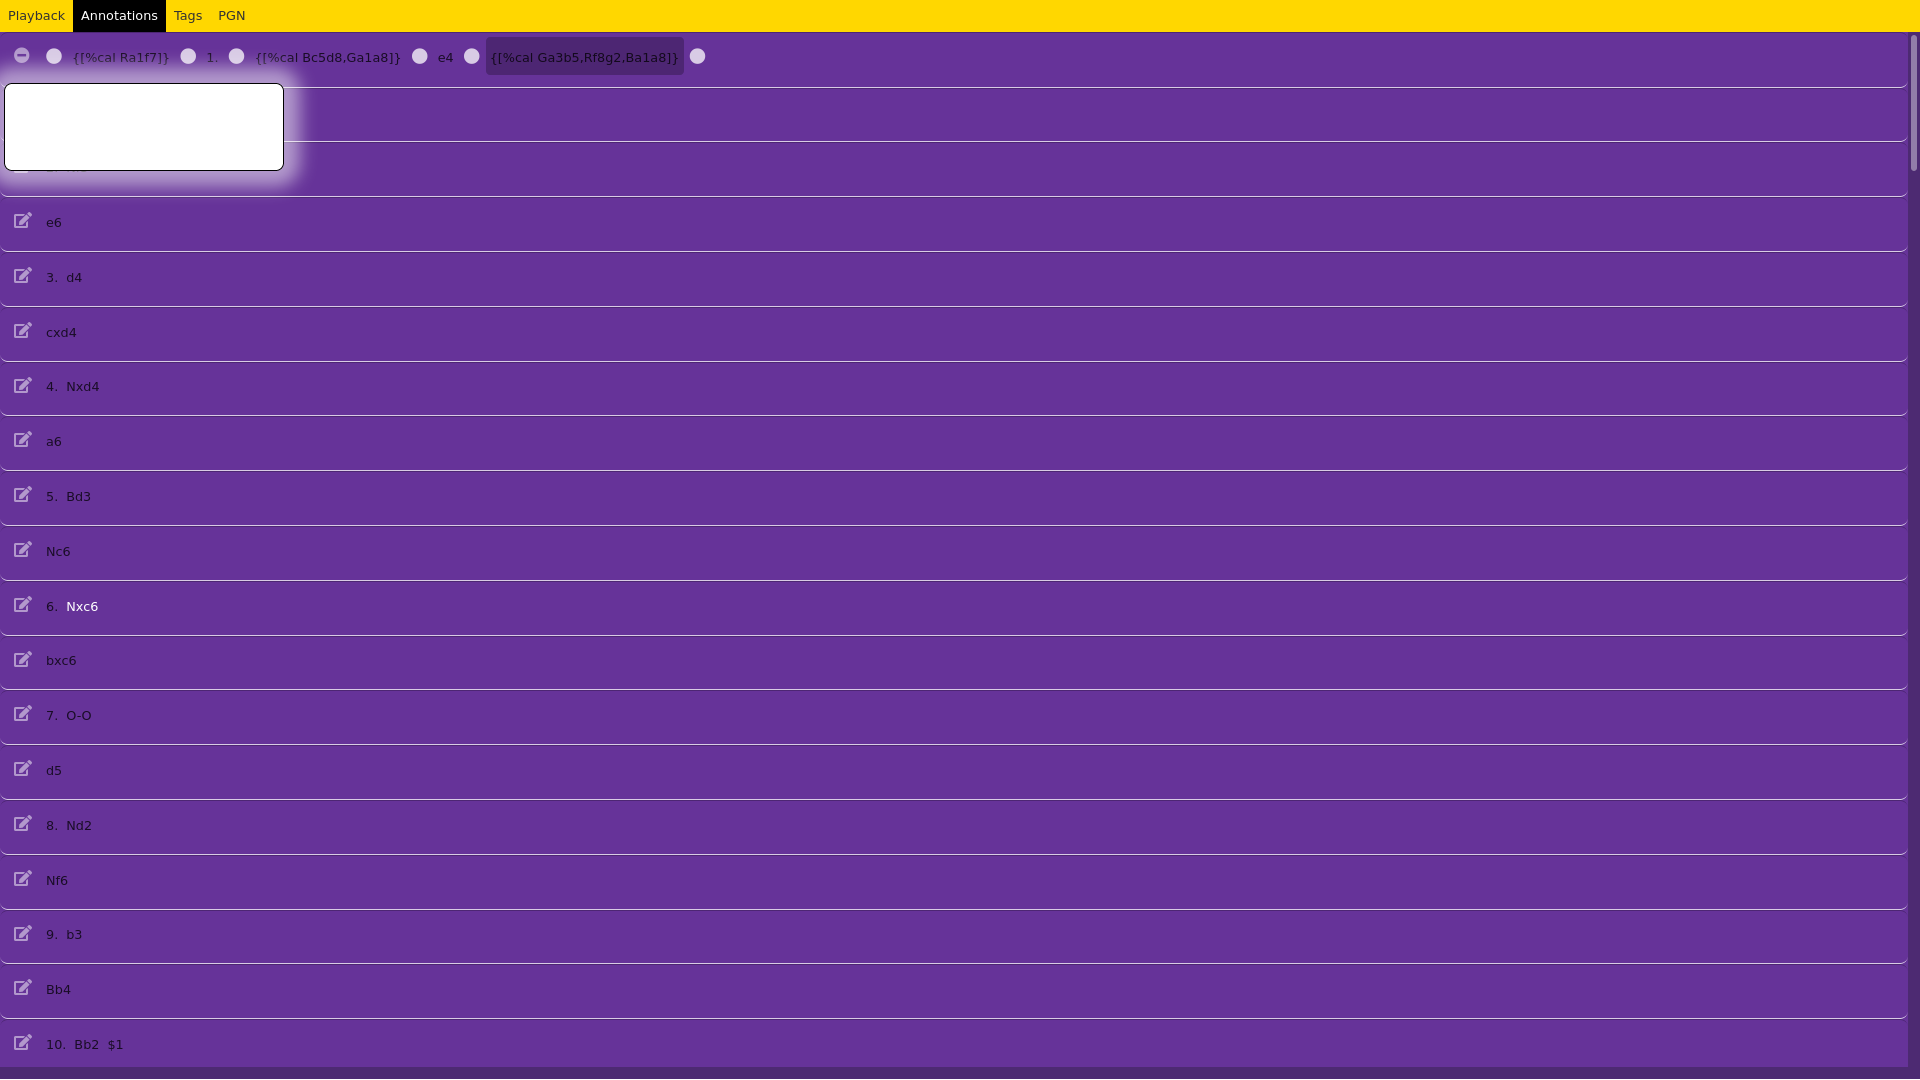 Playback Annotations Tags PGN
{[%cal Ra1f7]} 1. {[%cal Bc5d8,Ga1a8]} e4 {[%cal Ga3b5,Rf8g2,Ba1a8]}
e6
3. d4
cxd4
4. Nxd4
a6
5. Bd3
Nc6
6. Nxc6
bxc6
7. O-O
d5
8. Nd2
Nf6
9. b3
Bb4
10. Bb2 $1